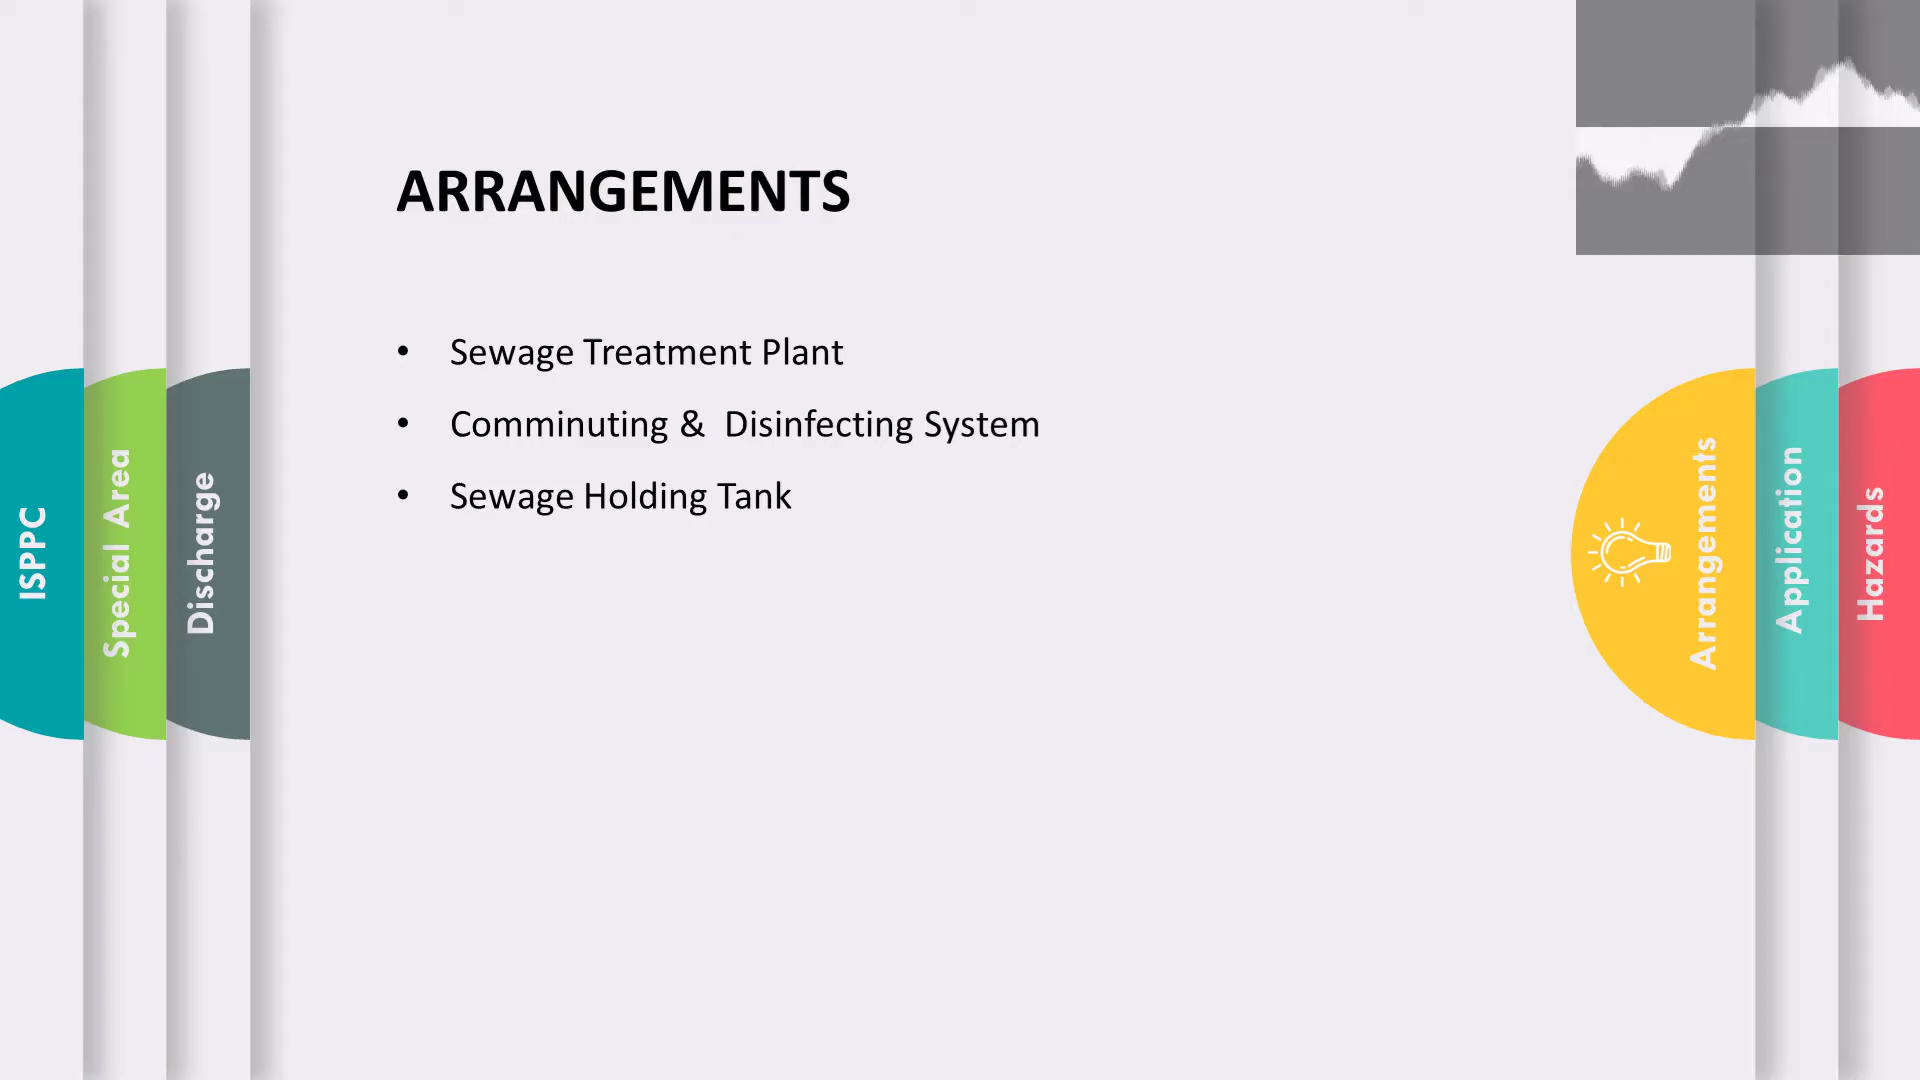 ARRANGEMENTS
• Sewage Treatment Plant
• Comminuting & Disinfecting System
• Sewage Holding Tank
ISPPC
Special Area
Discharge
Arrangements
Application
Hazards